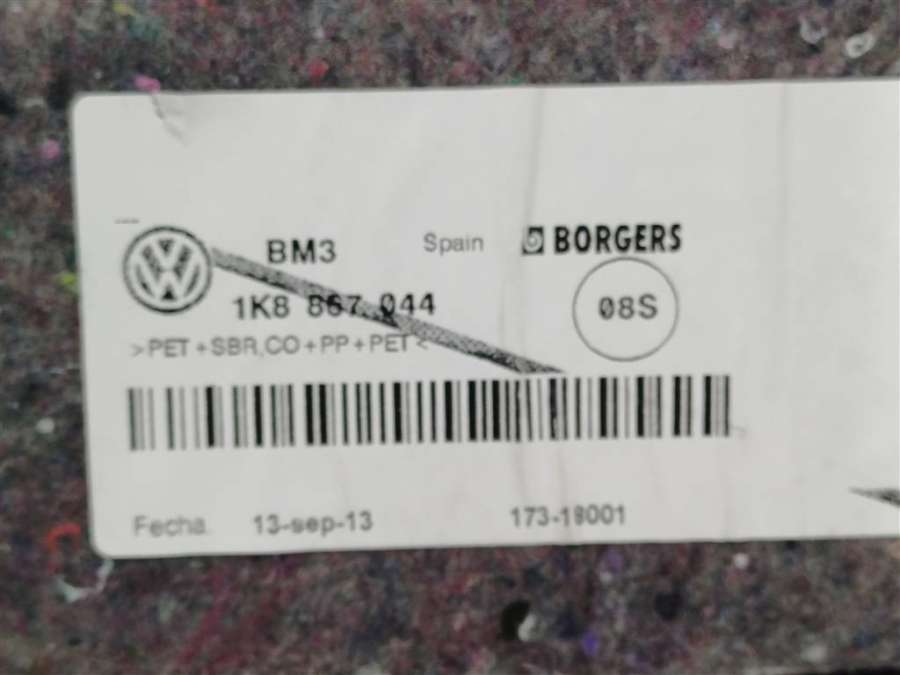 BM3 Spain BORGERS
1K8 867 044 08S
>PET+SBR,CO+PP+PET<
Fecha. 13-sep-13 173-18001